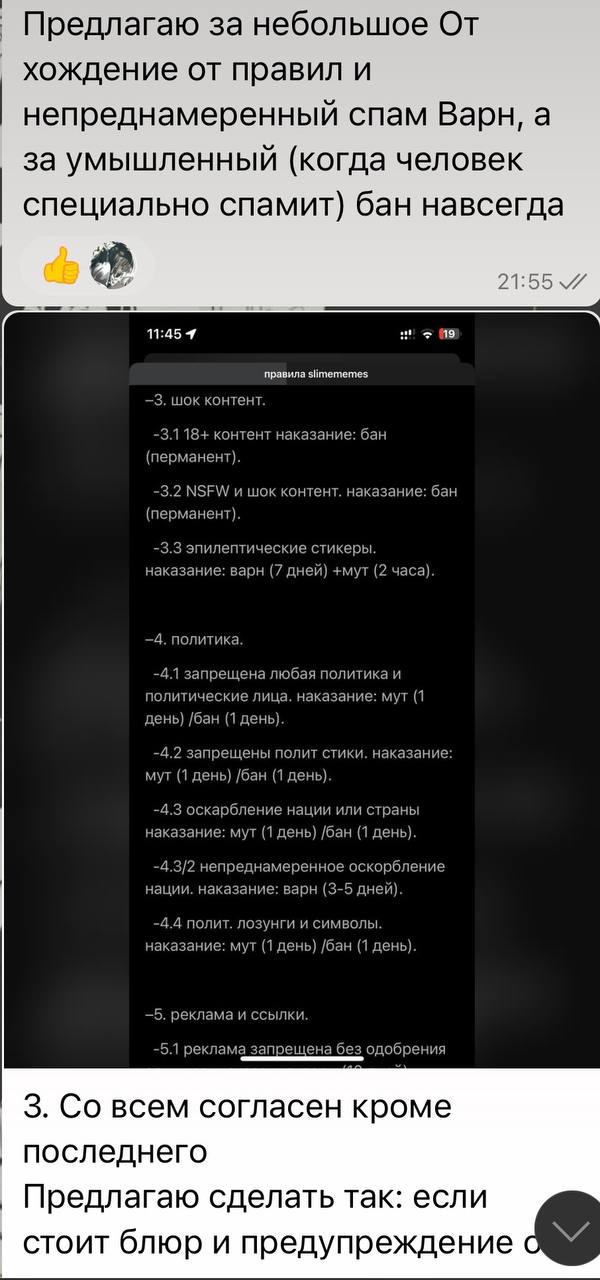 Предлагаю за небольшое От
хождение от правил и
непреднамеренный спам Варн, а
за умышленный (когда человек
специально спамит) бан навсегда
21:55
11:45
19
правила slimememes
–3. шок контент.
-3.1 18+ контент наказание: бан
(перманент).
-3.2 NSFW и шок контент. наказание: бан
(перманент).
-3.3 эпилептические стикеры.
наказание: варн (7 дней) +мут (2 часа).
–4. политика.
-4.1 запрещена любая политика и
политические лица. наказание: мут (1
день) /бан (1 день).
-4.2 запрещены полит стики. наказание:
мут (1 день) /бан (1 день).
-4.3 оскарбление нации или страны
наказание: мут (1 день) /бан (1 день).
-4.3/2 непреднамеренное оскорбление
нации. наказание: варн (3-5 дней).
-4.4 полит. лозунги и символы.
наказание: мут (1 день) /бан (1 день).
–5. реклама и ссылки.
-5.1 реклама запрещена без одобрения
3. Со всем согласен кроме
последнего
Предлагаю сделать так: если
стоит блюр и предупреждение о